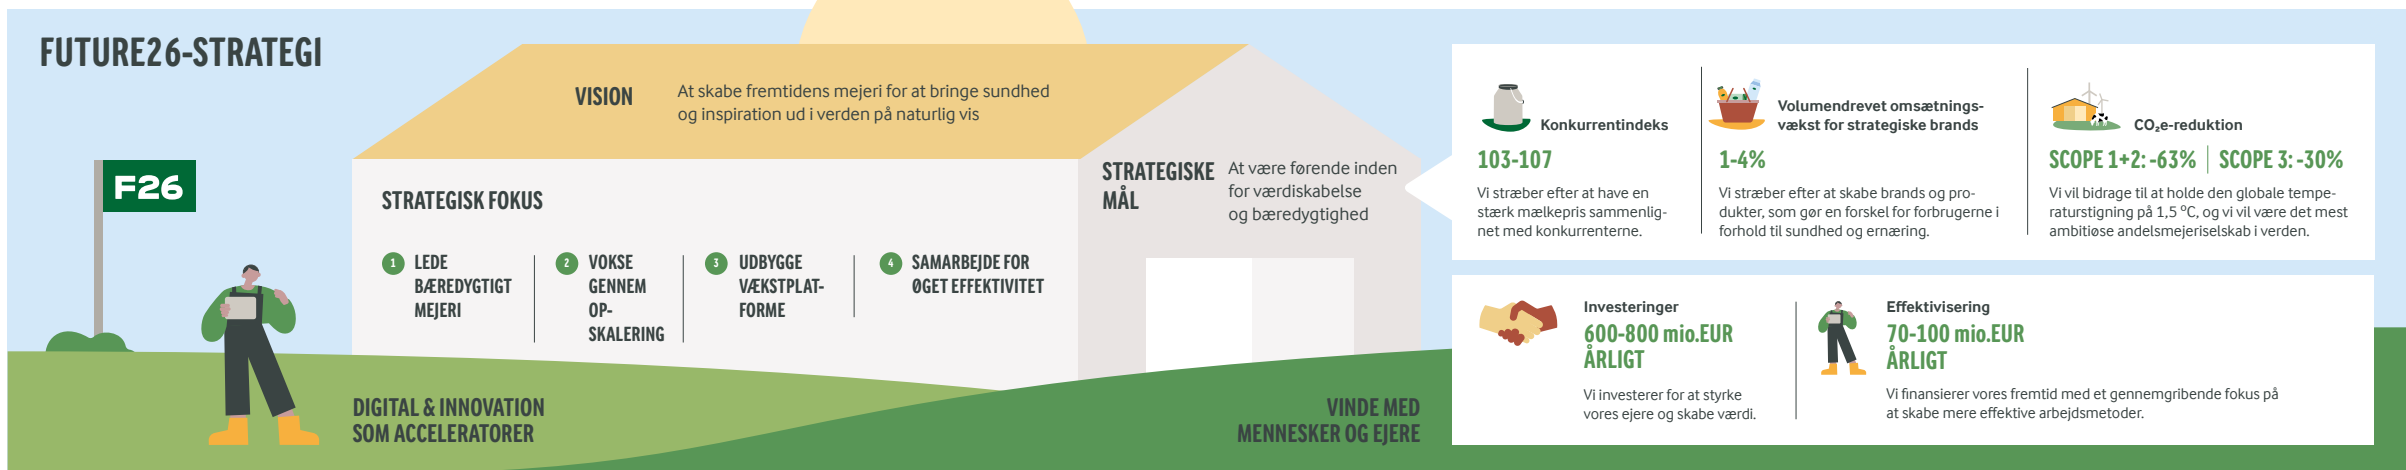 FUTURE26-STRATEGI
F26
VISION
At skabe fremtidens mejeri for at bringe sundhed
og inspiration ud i verden på naturlig vis
STRATEGISK FOKUS
1
LEDE
BÆREDYGTIGT
MEJERI
2
VOKSE
GENNEM
OP-
SKALERING
3
UDBYGGE
VÆKSTPLAT-
FORME
4
SAMARBEJDE FOR
ØGET EFFEKTIVITET
STRATEGISKE
MÅL
At være førende inden
for værdiskabelse
og bæredygtighed
DIGITAL & INNOVATION
SOM ACCELERATORER
VINDE MED
MENNESKER OG EJERE
Konkurrentindeks
103-107
Vi stræber efter at have en
stærk mælkepris sammenlig-
net med konkurrenterne.
Volumendrevet omsætnings-
vækst for strategiske brands
1-4%
Vi stræber efter at skabe brands og pro-
dukter, som gør en forskel for forbrugerne i
forhold til sundhed og ernæring.
CO₂e-reduktion
SCOPE 1+2: -63% | SCOPE 3: -30%
Vi vil bidrage til at holde den globale tempe-
raturstigning på 1,5 °C, og vi vil være det mest
ambitiøse andelsmejeriselskab i verden.
Investeringer
600-800 mio.EUR
ÅRLIGT
Vi investerer for at styrke
vores ejere og skabe værdi.
Effektivisering
70-100 mio.EUR
ÅRLIGT
Vi finansierer vores fremtid med et gennemgribende fokus på
at skabe mere effektive arbejdsmetoder.